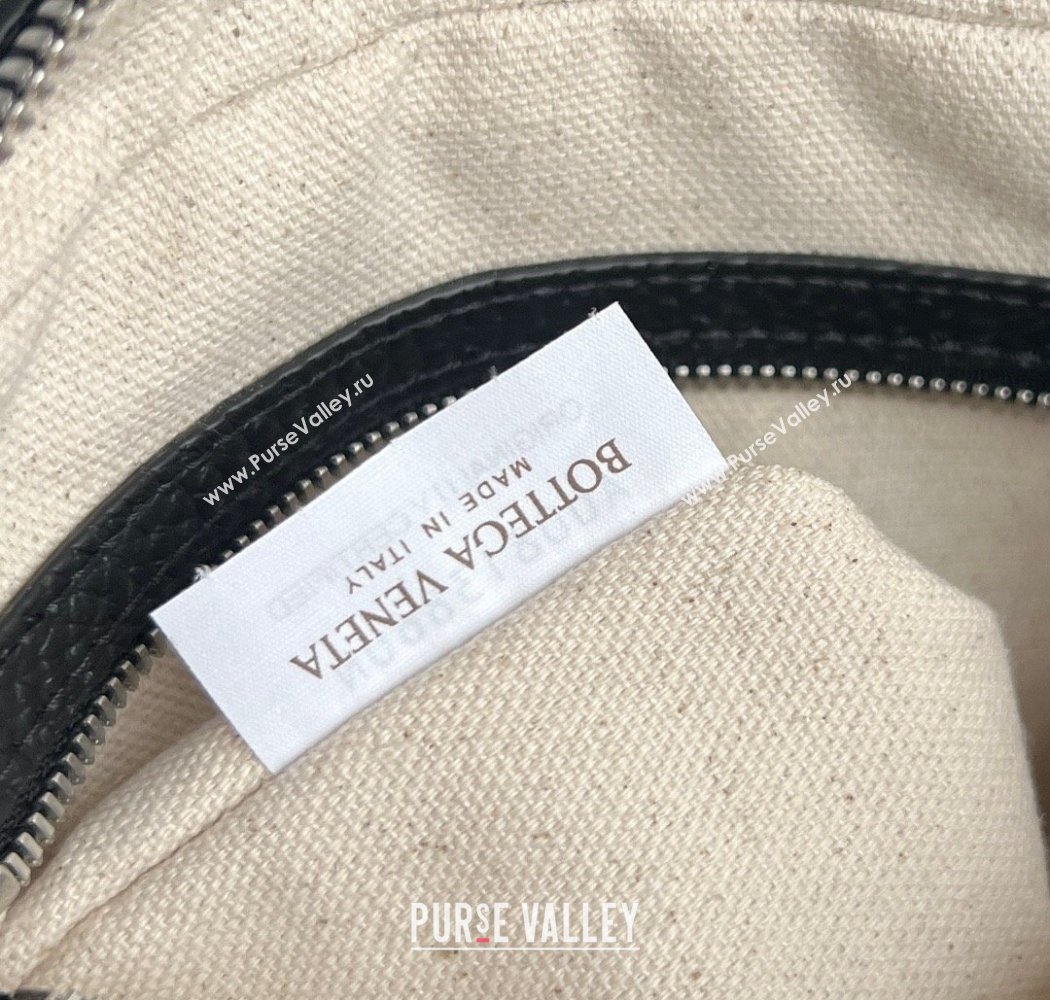 www.PurseValley.ru
www.PurseValley.ru
BOTTEGA VENETA
MADE IN ITALY
PURSE VALLEY